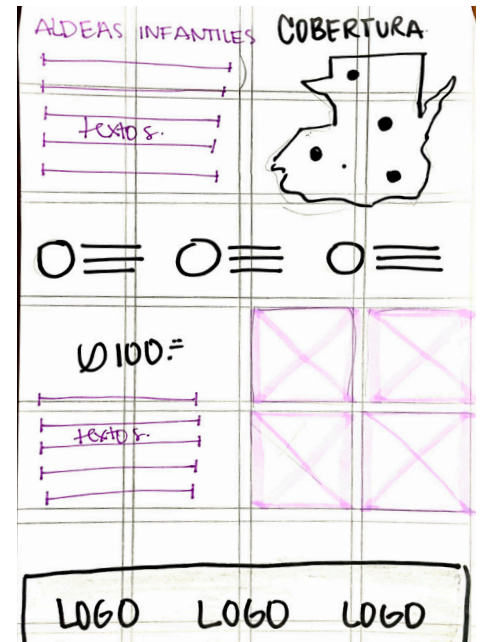 ALDEAS INFANTILES
COBERTURA
textos.
Q100.=
textos.
LOGO LOGO LOGO